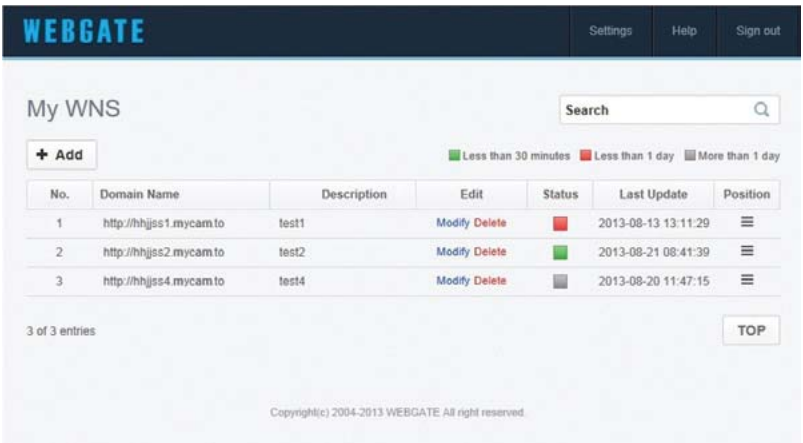 WEBGATE Settings Help Sign out
My WNS Search
+ Add Less than 30 minutes Less than 1 day More than 1 day
No. Domain Name Description Edit Status Last Update Position
1 http://hhjjss1.mycam.to test1 Modify Delete 2013-08-13 13:11:29
2 http://hhjjss2.mycam.to test2 Modify Delete 2013-08-21 08:41:39
3 http://hhjjss4.mycam.to test4 Modify Delete 2013-08-20 11:47:15
3 of 3 entries TOP
Copyright(c) 2004-2013 WEBGATE All right reserved.